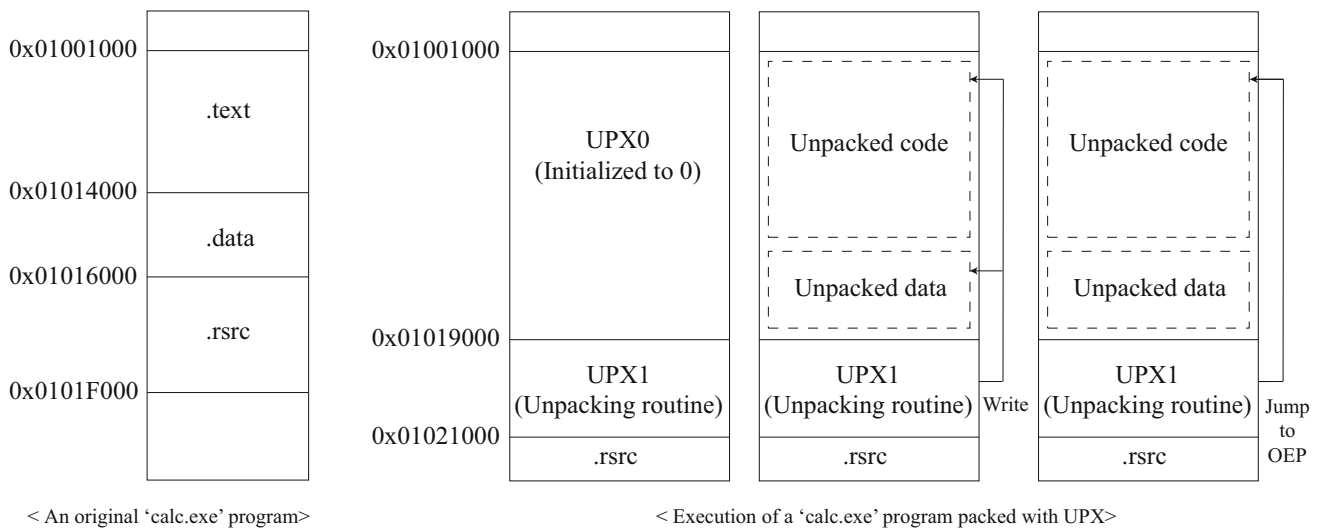 0x01001000
.text
0x01014000
.data
0x01016000
.rsrc
0x0101F000
< An original ‘calc.exe’ program>
0x01001000
UPX0
(Initialized to 0)
0x01019000
UPX1
(Unpacking routine)
0x01021000
.rsrc
Unpacked code
Unpacked data
UPX1
(Unpacking routine)
.rsrc
Write
Unpacked code
Unpacked data
UPX1
(Unpacking routine)
.rsrc
Jump
to
OEP
< Execution of a ‘calc.exe’ program packed with UPX>